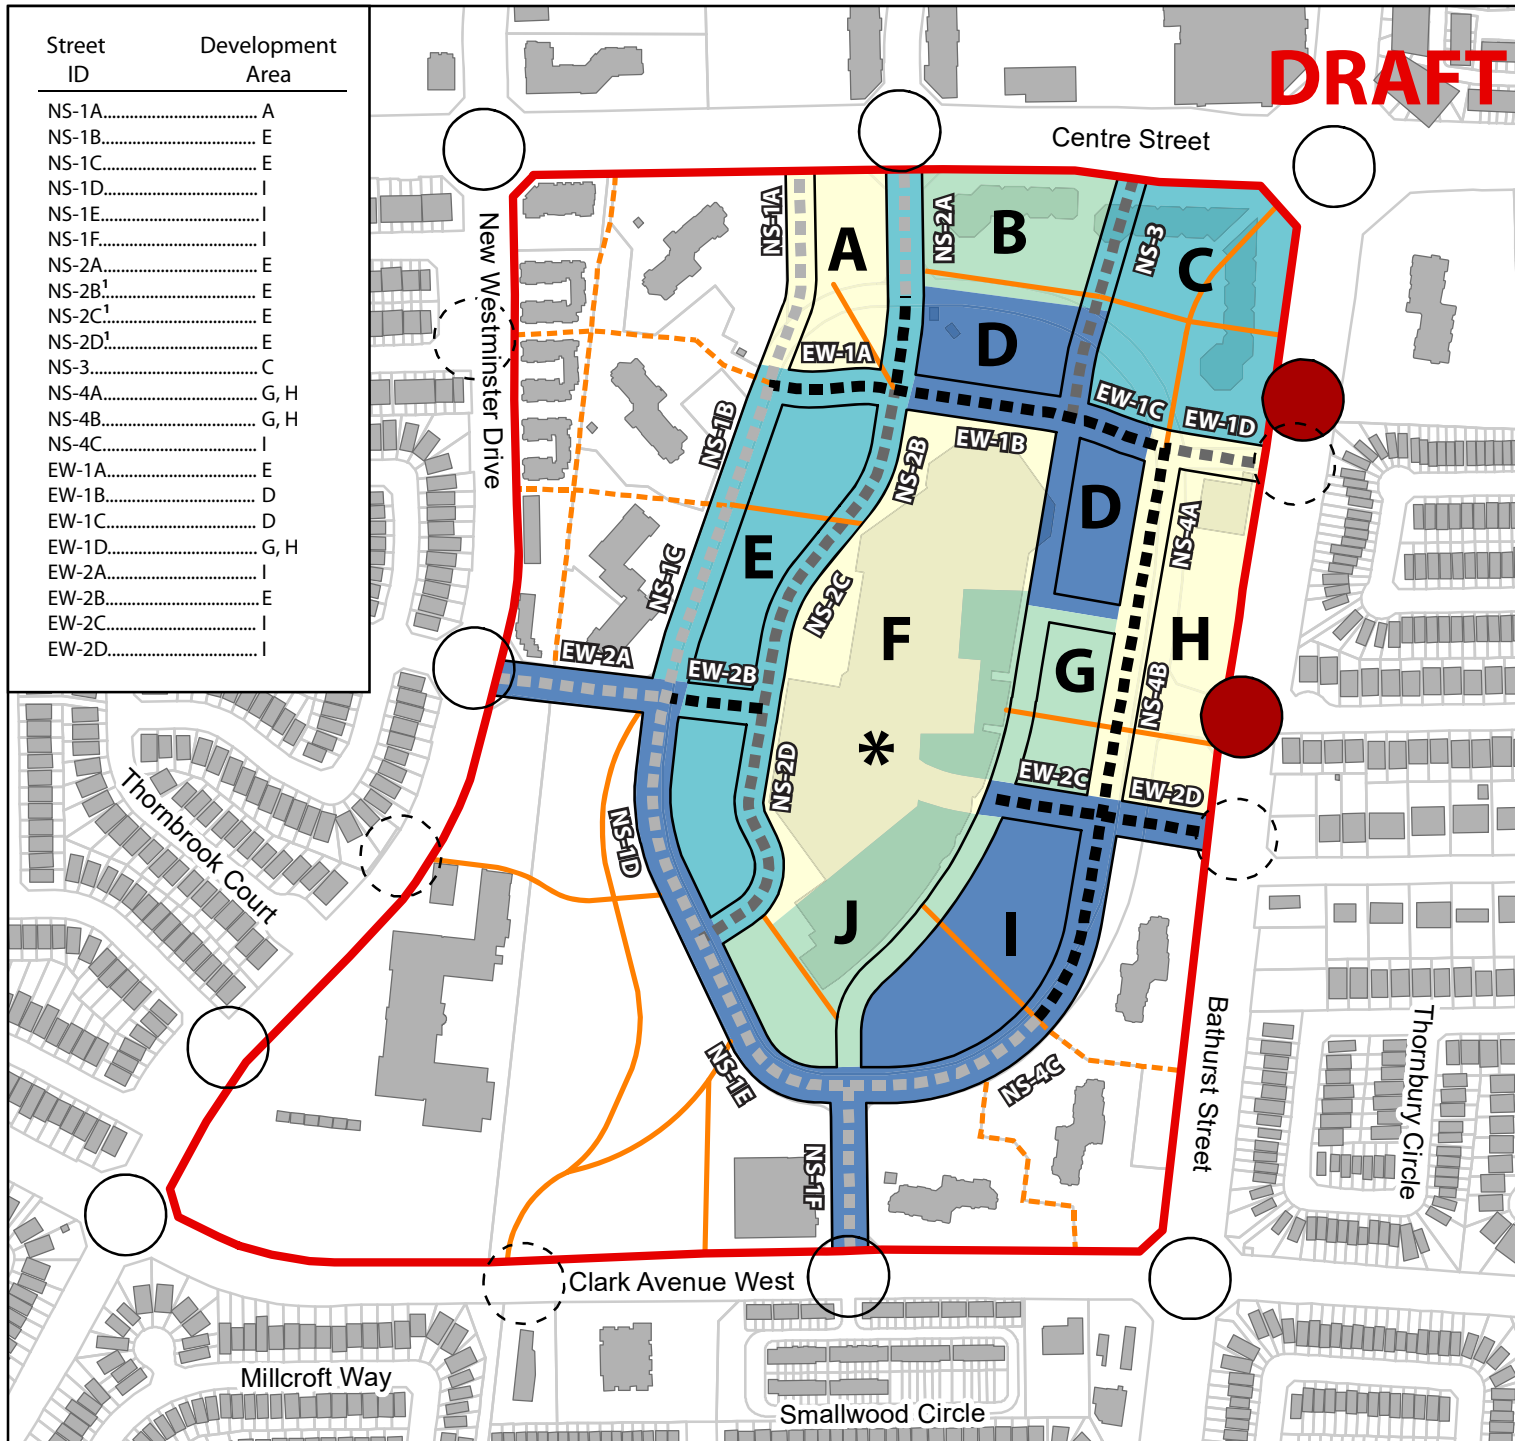 Street Development
ID Area
NS-1A A
NS-1B E
NS-1C E
NS-1D I
NS-1E I
NS-1F I
NS-2A E
NS-2B¹ E
NS-2C¹ E
NS-2D¹ E
NS-3 C
NS-4A G, H
NS-4B G, H
NS-4C I
EW-1A E
EW-1B D
EW-1C D
EW-1D G, H
EW-2A I
EW-2B E
EW-2C I
EW-2D I
DRAFT
Centre Street
New Westminster Drive
NS-1A
A
NS-2A
B
NS-3
C
D
EW-1A
EW-1B
EW-1C
EW-1D
NS-1B
NS-2B
D
NS-4A
NS-1C
E
NS-2C
F
G
H
EW-2A
EW-2B
NS-4B
*
NS-2D
EW-2C
EW-2D
NS-1D
Thornbrook Court
J
I
NS-1E
NS-4C
Bathurst Street
Thornbury Circle
NS-1F
Clark Avenue West
Millcroft Way
Smallwood Circle